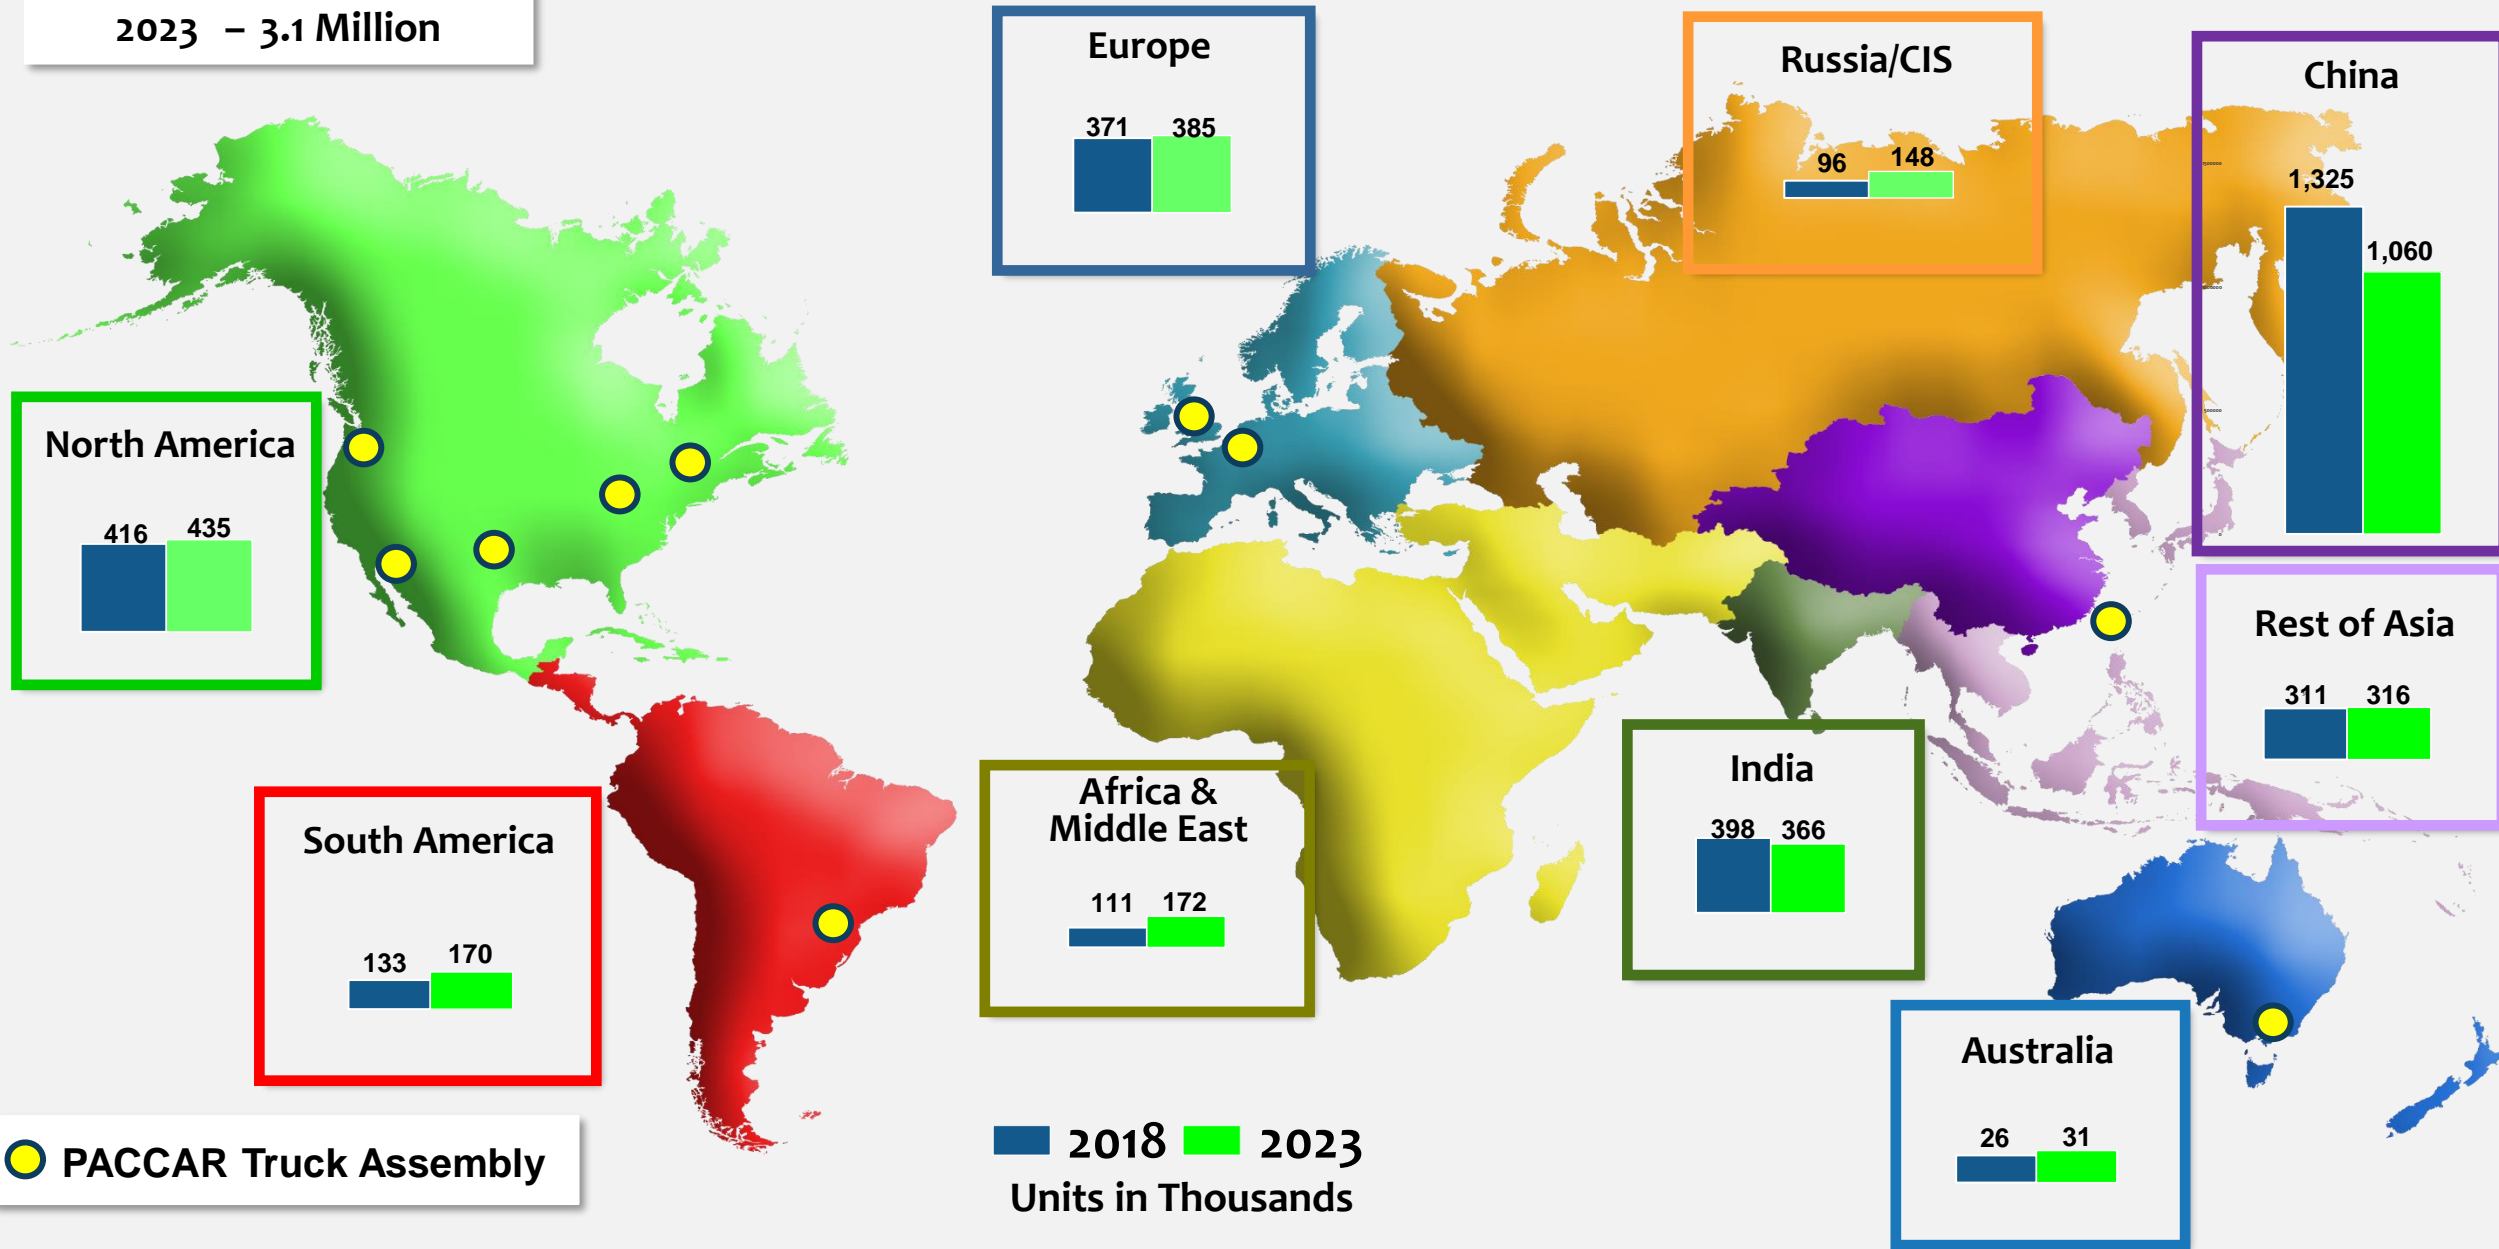 2023 – 3.1 Million
Europe
371 385
Russia/CIS
96 148
China
1,325
1,060
North America
416 435
Rest of Asia
311 316
India
398 366
Africa &
Middle East
111 172
South America
133 170
Australia
26 31
PACCAR Truck Assembly
2018 2023
Units in Thousands